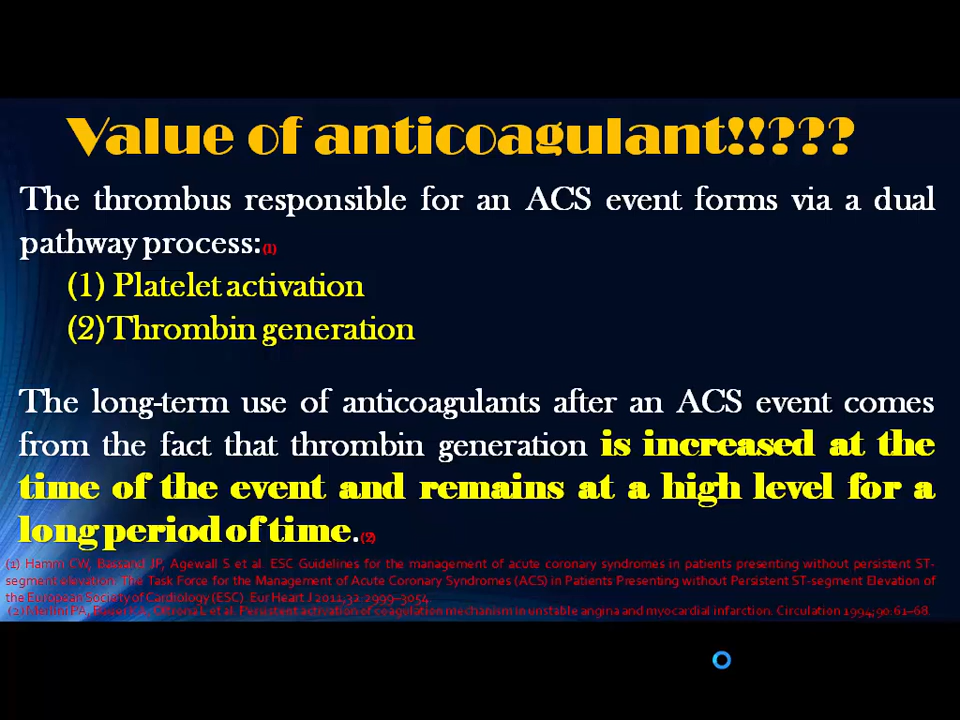 Value of anticoagulant!!???
The thrombus responsible for an ACS event forms via a dual
pathway process:(1)
(1) Platelet activation
(2)Thrombin generation
The long-term use of anticoagulants after an ACS event comes
from the fact that thrombin generation is increased at the
time of the event and remains at a high level for a
long period of time.(2)
(1) Hamm CW, Bassand JP, Agewall S et al. ESC Guidelines for the management of acute coronary syndromes in patients presenting without persistent ST-
segment elevation: The Task Force for the Management of Acute Coronary Syndromes (ACS) in Patients Presenting without Persistent ST-segment Elevation of
the European Society of Cardiology (ESC). Eur Heart J 2011;32:2999–3054
(2) Merlini PA, Bauer KA, Oltrona L et al. Persistent activation of coagulation mechanism in unstable angina and myocardial infarction. Circulation 1994;90:61–68.